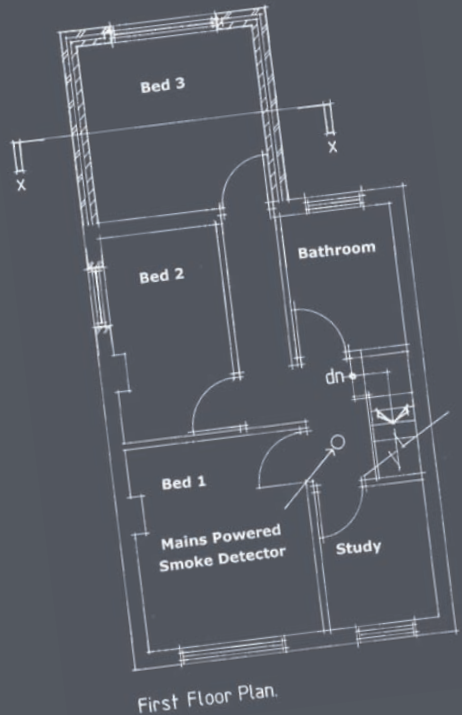 Bed 3
X
X
Bathroom
Bed 2
dn
Bed 1
Mains Powered
Smoke Detector
Study
First Floor Plan.